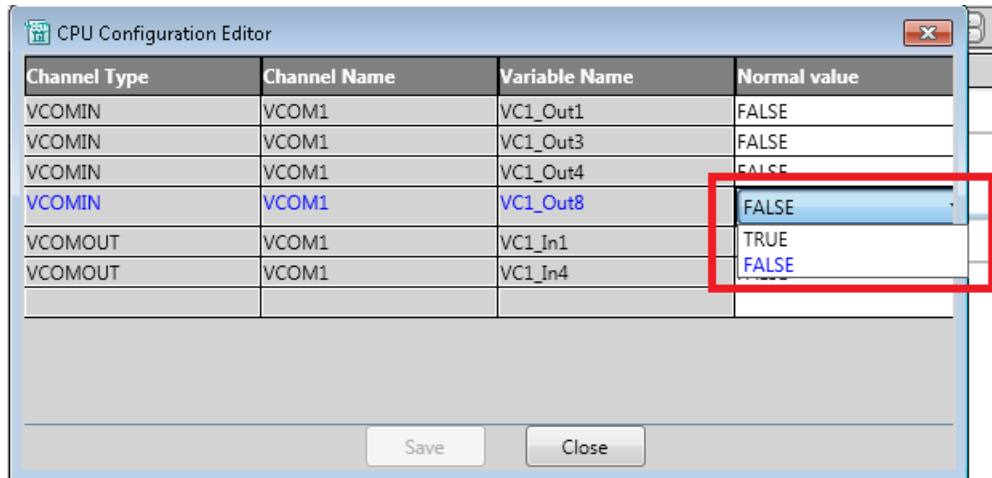 CPU Configuration Editor
Channel Type Channel Name Variable Name Normal value
VCOMIN VCOM1 VC1_Out1 FALSE
VCOMIN VCOM1 VC1_Out3 FALSE
VCOMIN VCOM1 VC1_Out4 FALSE
VCOMIN VCOM1 VC1_Out8 FALSE
VCOMOUT VCOM1 VC1_In1 TRUE
VCOMOUT VCOM1 VC1_In4 FALSE
Save Close